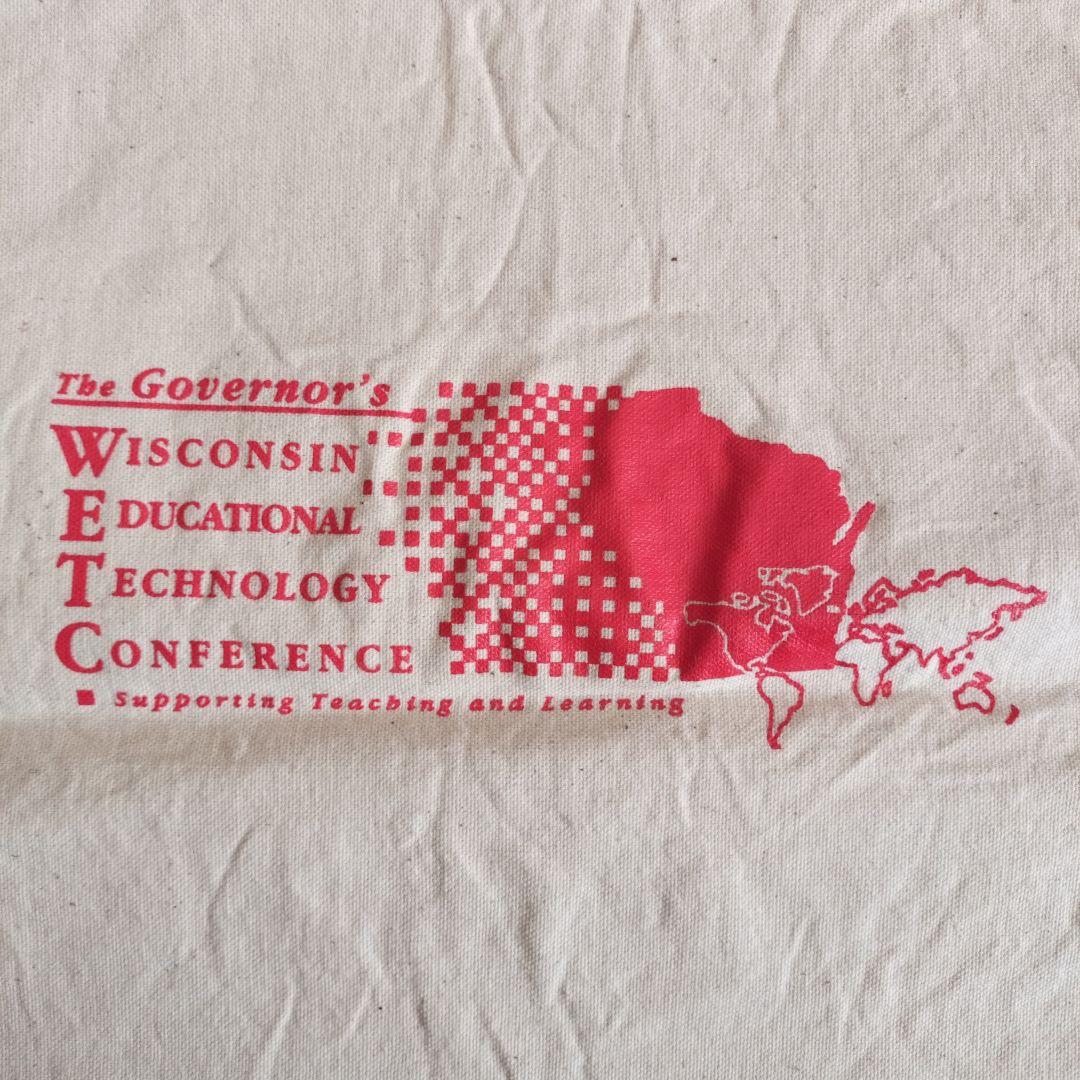 The Governor's
WISCONSIN
EDUCATIONAL
TECHNOLOGY
CONFERENCE
Supporting Teaching and Learning